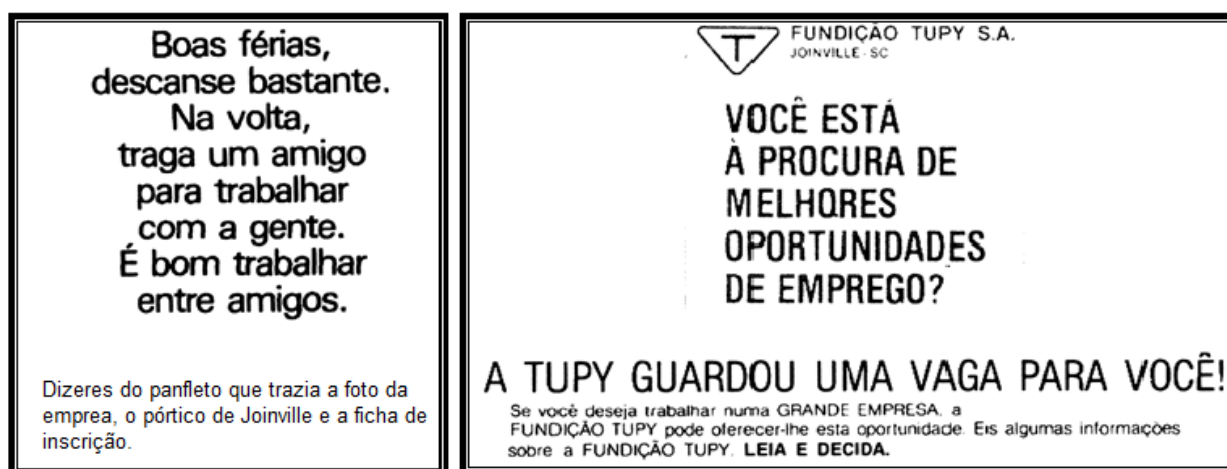 Boas férias,
descanse bastante.
Na volta,
traga um amigo
para trabalhar
com a gente.
É bom trabalhar
entre amigos.
Dizeres do panfleto que trazia a foto da
emprea, o pórtico de Joinville e a ficha de
inscrição.
T
FUNDIÇÃO TUPY S.A.
JOINVILLE-SC
VOCÊ ESTÁ
À PROCURA DE
MELHORES
OPORTUNIDADES
DE EMPREGO?
A TUPY GUARDOU UMA VAGA PARA VOCÊ!
Se você deseja trabalhar numa GRANDE EMPRESA, a
FUNDIÇÃO TUPY pode oferecer-lhe esta oportunidade. Eis algumas informações
sobre a FUNDIÇÃO TUPY. LEIA E DECIDA.